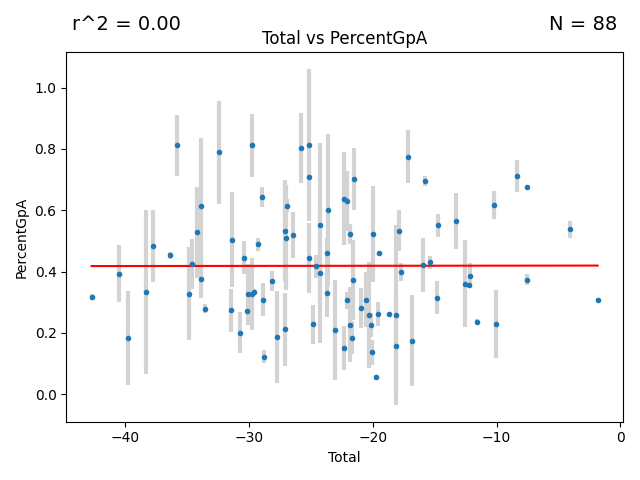 r^2 = 0.00
N = 88
Total vs PercentGpA
PercentGpA
1.0
0.8
0.6
0.4
0.2
0.0
−40
−30
−20
−10
0
Total